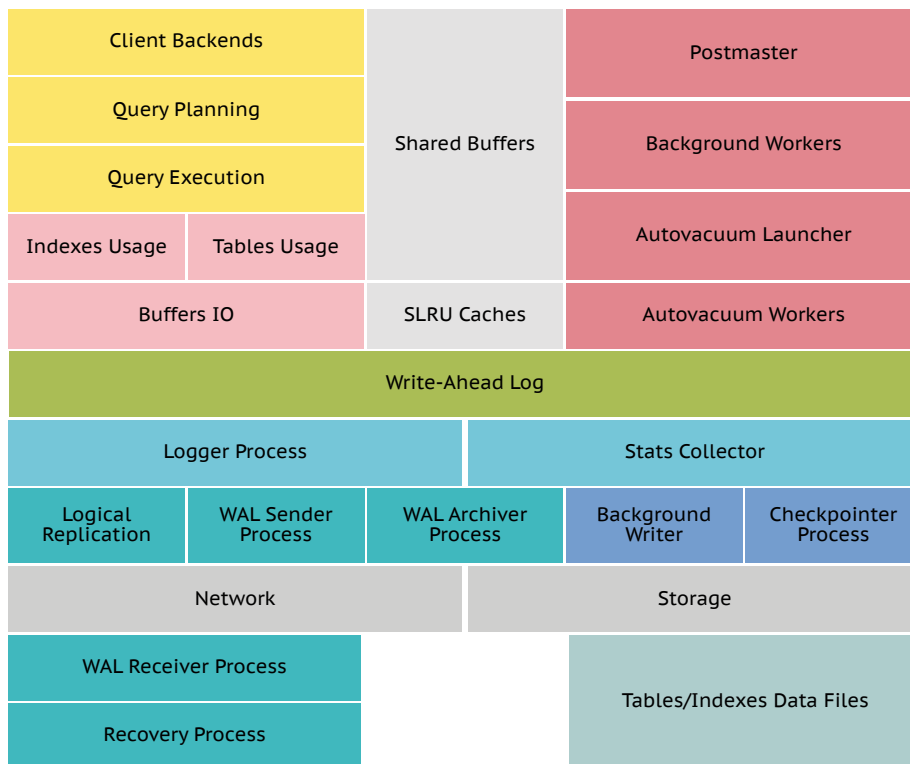 Client Backends
Query Planning
Query Execution
Indexes Usage
Tables Usage
Buffers IO
Shared Buffers
SLRU Caches
Postmaster
Background Workers
Autovacuum Launcher
Autovacuum Workers
Write-Ahead Log
Logger Process
Stats Collector
Logical
Replication
WAL Sender
Process
WAL Archiver
Process
Background
Writer
Checkpointer
Process
Network
Storage
WAL Receiver Process
Recovery Process
Tables/Indexes Data Files